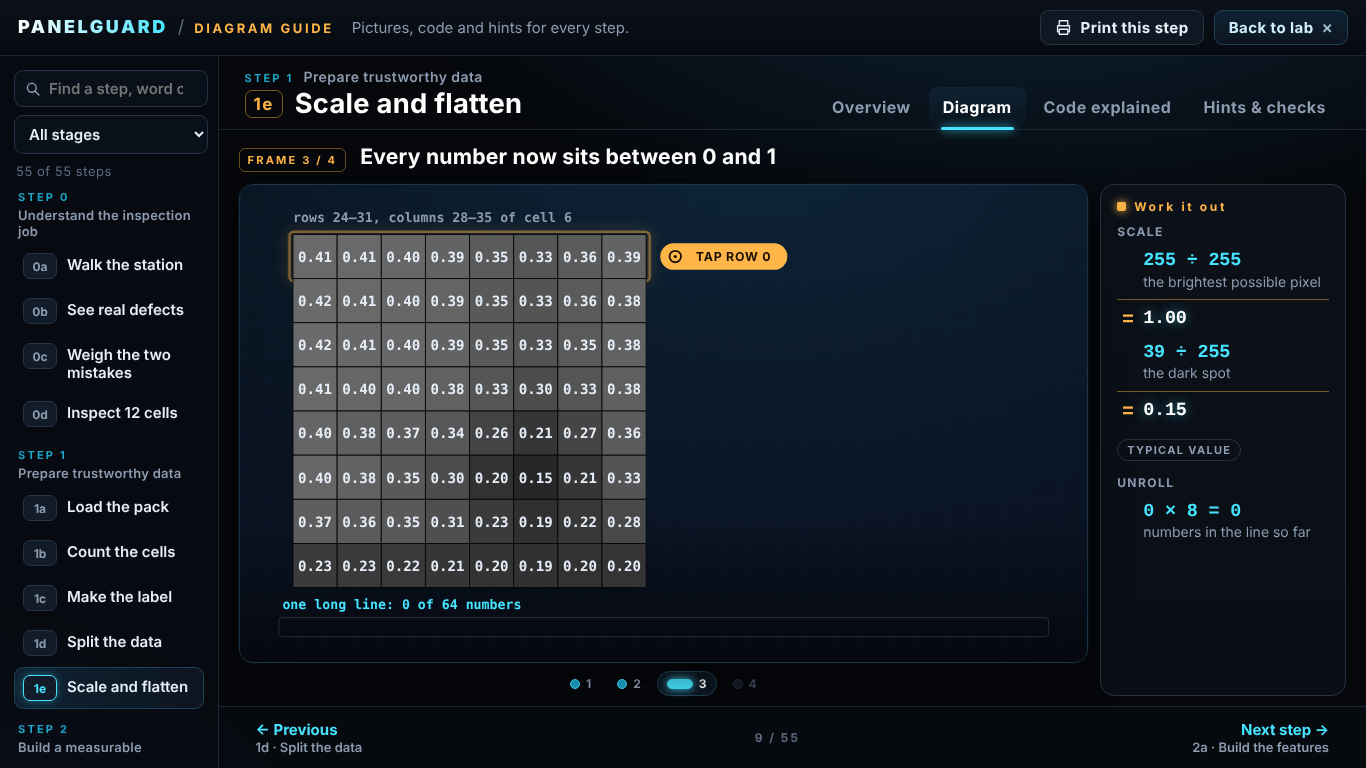 PANELGUARD / DIAGRAM GUIDE Pictures, code and hints for every step.
Print this step
Back to lab ×
Find a step, word c
All stages
55 of 55 steps
STEP 0
Understand the inspection
job
0a Walk the station
0b See real defects
0c Weigh the two
mistakes
0d Inspect 12 cells
STEP 1
Prepare trustworthy data
1a Load the pack
1b Count the cells
1c Make the label
1d Split the data
1e Scale and flatten
STEP 2
Build a measurable
STEP 1 Prepare trustworthy data
1e Scale and flatten
Overview Diagram Code explained Hints & checks
FRAME 3 / 4 Every number now sits between 0 and 1
rows 24–31, columns 28–35 of cell 6
0.41 0.41 0.40 0.39 0.35 0.33 0.36 0.39
TAP ROW 0
0.42 0.41 0.40 0.39 0.35 0.33 0.36 0.38
0.42 0.41 0.40 0.39 0.35 0.33 0.35 0.38
0.41 0.40 0.40 0.38 0.33 0.30 0.33 0.38
0.40 0.38 0.37 0.34 0.26 0.21 0.27 0.36
0.40 0.38 0.35 0.30 0.20 0.15 0.21 0.33
0.37 0.36 0.35 0.31 0.23 0.19 0.22 0.28
0.23 0.23 0.22 0.21 0.20 0.19 0.20 0.20
one long line: 0 of 64 numbers
1 2 3 4
Work it out
SCALE
255 ÷ 255
the brightest possible pixel
= 1.00
39 ÷ 255
the dark spot
= 0.15
TYPICAL VALUE
UNROLL
0 × 8 = 0
numbers in the line so far
← Previous
1d · Split the data
9 / 55
Next step →
2a · Build the features